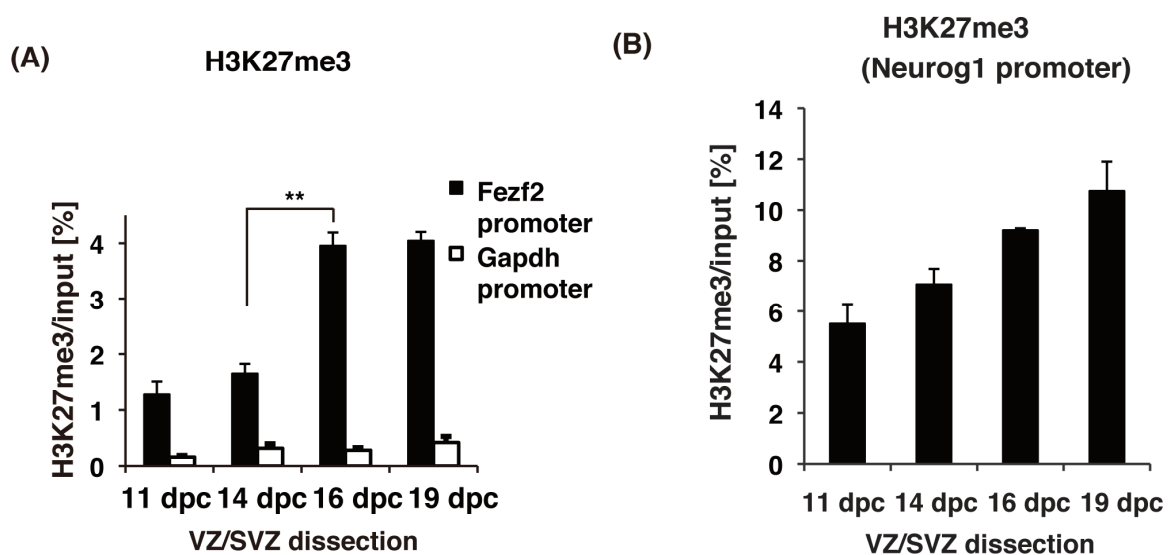 (A)
H3K27me3
**
Fezf2
promoter
Gapdh
promoter
H3K27me3/input [%]
4
3
2
1
0
11 dpc 14 dpc 16 dpc 19 dpc
VZ/SVZ dissection
(B)
H3K27me3
(Neurog1 promoter)
H3K27me3/input [%]
14
12
10
8
6
4
2
0
11 dpc 14 dpc 16 dpc 19 dpc
VZ/SVZ dissection